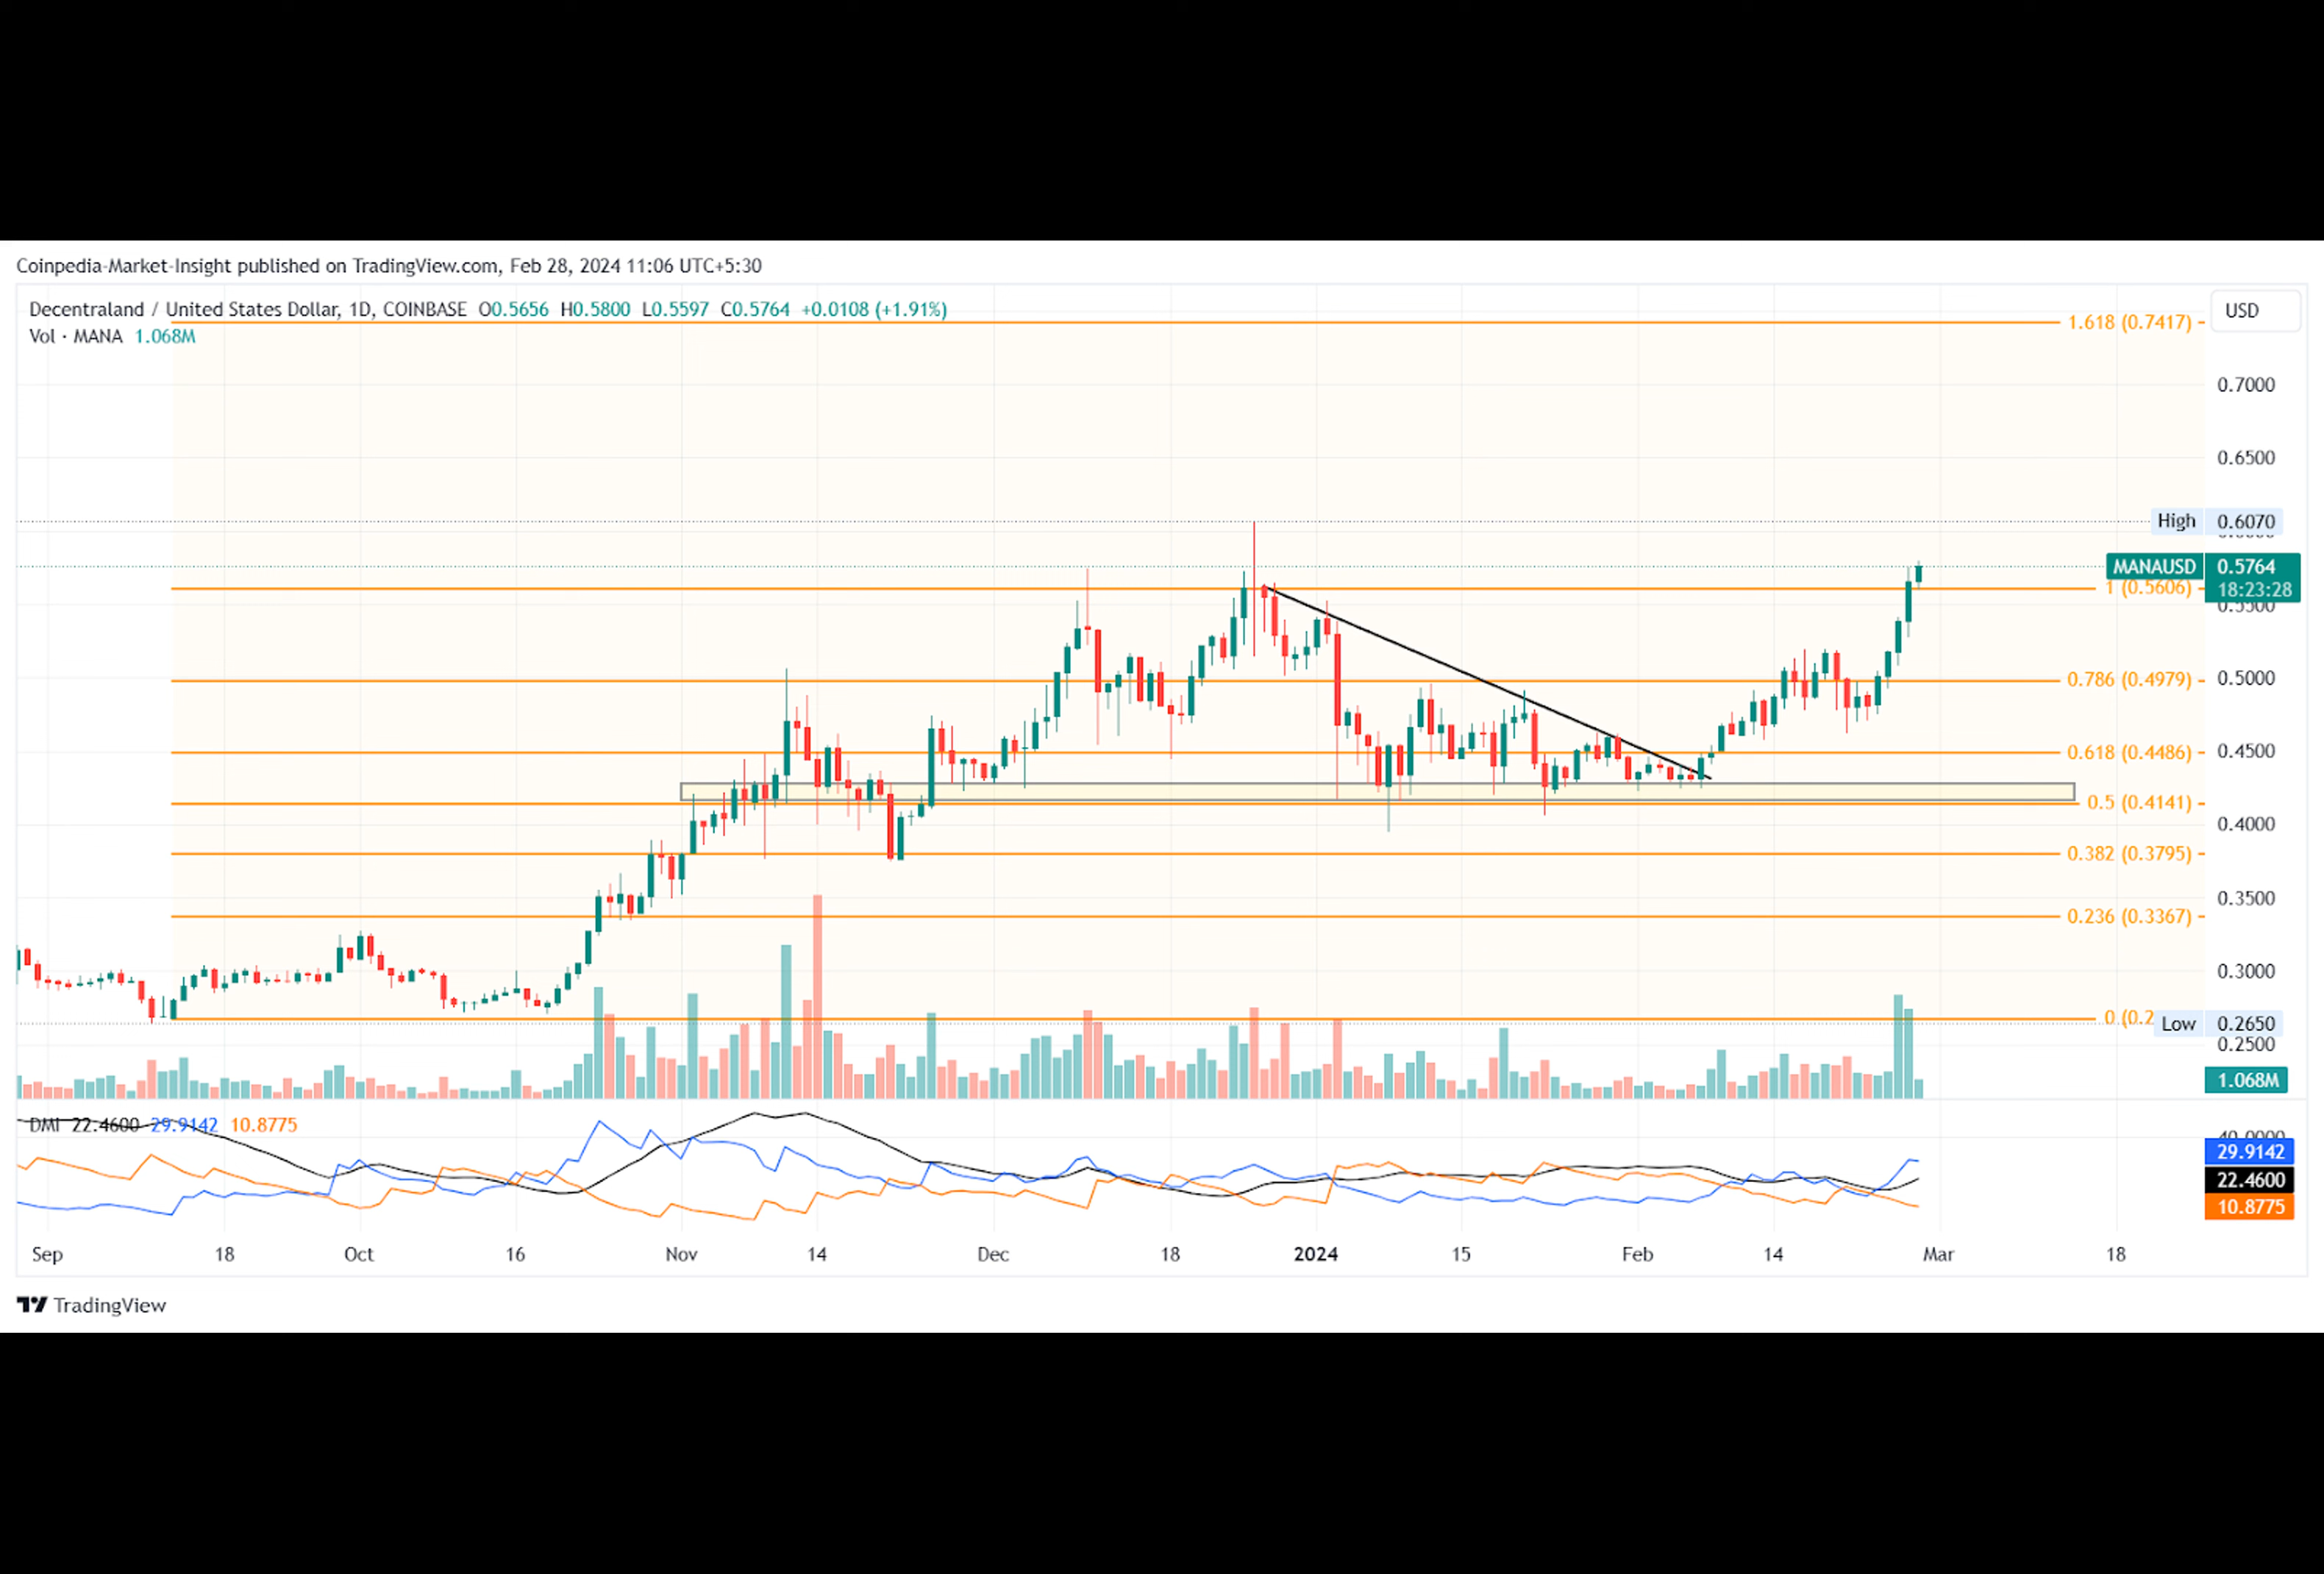 Coinpedia-Market-Insight published on TradingView.com, Feb 28, 2024 11:06 UTC+5:30
Decentraland / United States Dollar, 1D, COINBASE O0.5656 H0.5800 L0.5597 C0.5764 +0.0108 (+1.91%)
USD
Vol · MANA 1.068M
1.618 (0.7417)
0.7000
0.6500
High 0.6070
MANAUSD 0.5764
1 (0.5606) 18:23:28
0.786 (0.4979) 0.5000
0.618 (0.4486) 0.4500
0.5 (0.4141)
0.4000
0.382 (0.3795)
0.3500
0.236 (0.3367)
0.3000
0 (0.2 Low 0.2650
0.2500
1.068M
DMI 22.4600 29.9142 10.8775
29.9142
22.4600
10.8775
Sep 18 Oct 16 Nov 14 Dec 18 2024 15 Feb 14 Mar 18
TradingView